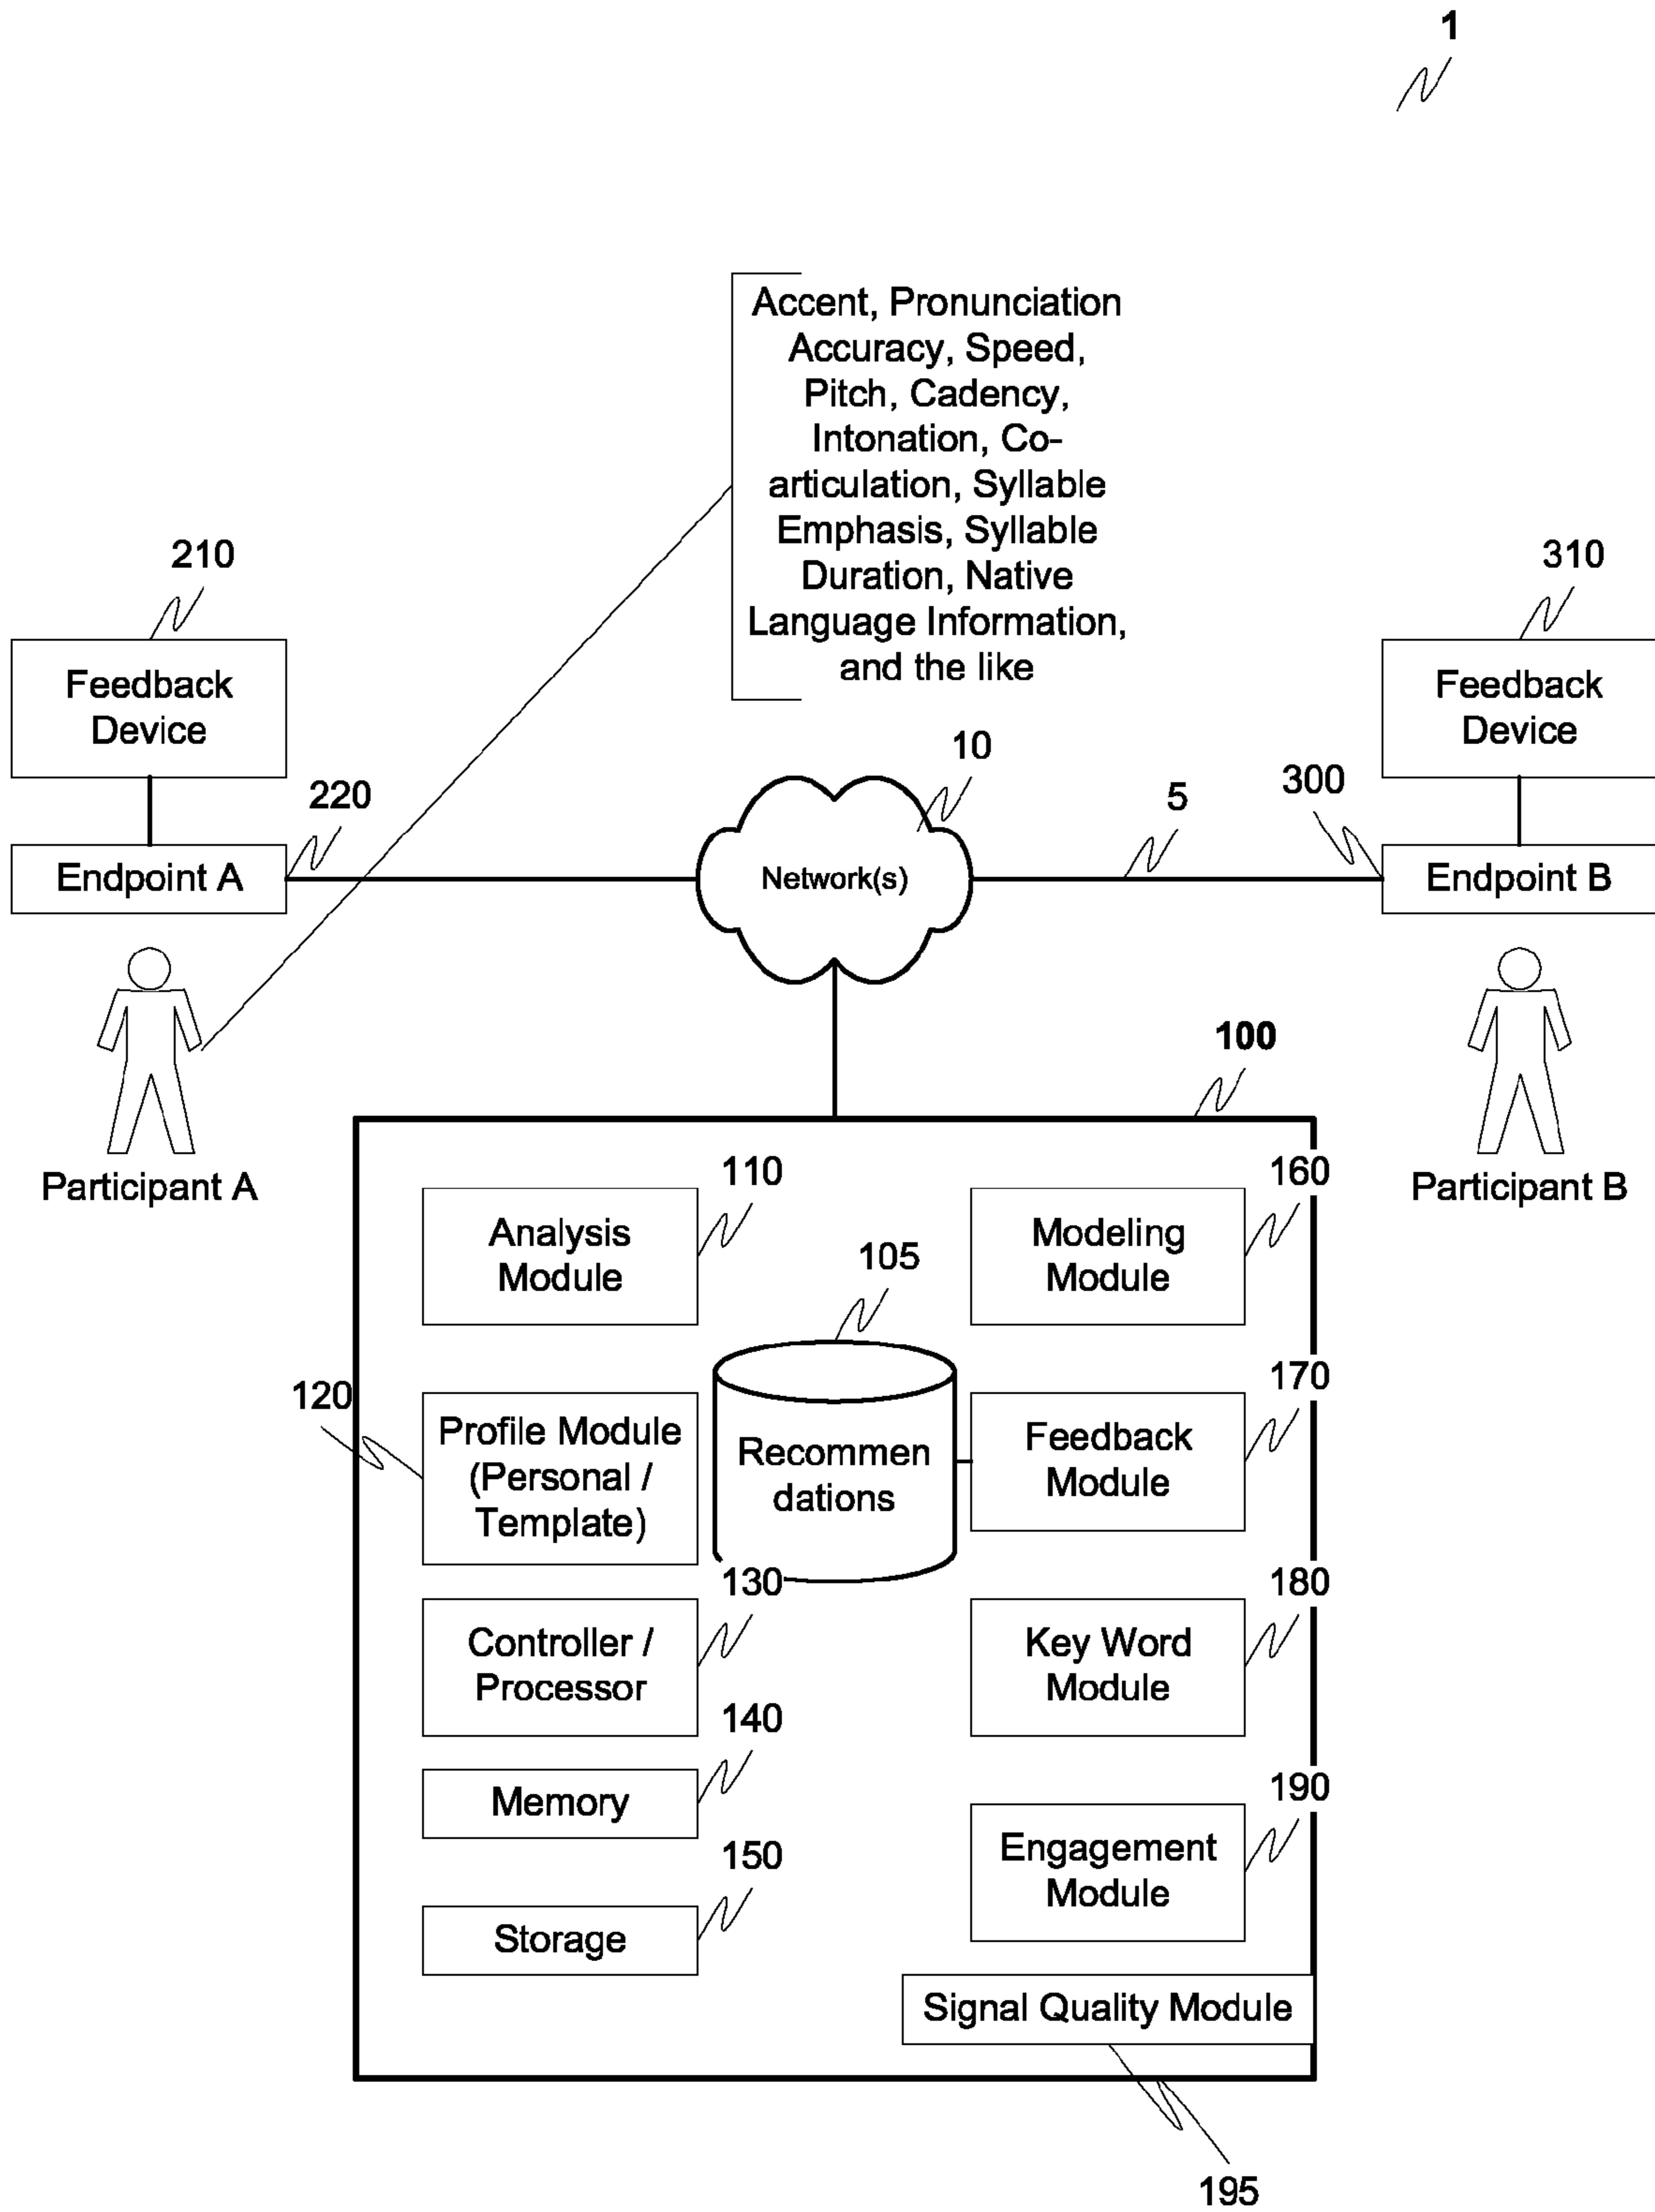 1
Accent, Pronunciation
Accuracy, Speed,
Pitch, Cadency,
Intonation, Co-
articulation, Syllable
Emphasis, Syllable
Duration, Native
Language Information,
and the like
210
Feedback
Device
310
Feedback
Device
220
Endpoint A
10
Network(s)
5
300
Endpoint B
Participant A
Participant B
100
110
Analysis
Module
160
Modeling
Module
105
Recommen
dations
120
Profile Module
(Personal /
Template)
170
Feedback
Module
130
Controller /
Processor
180
Key Word
Module
140
Memory
190
Engagement
Module
150
Storage
Signal Quality Module
195